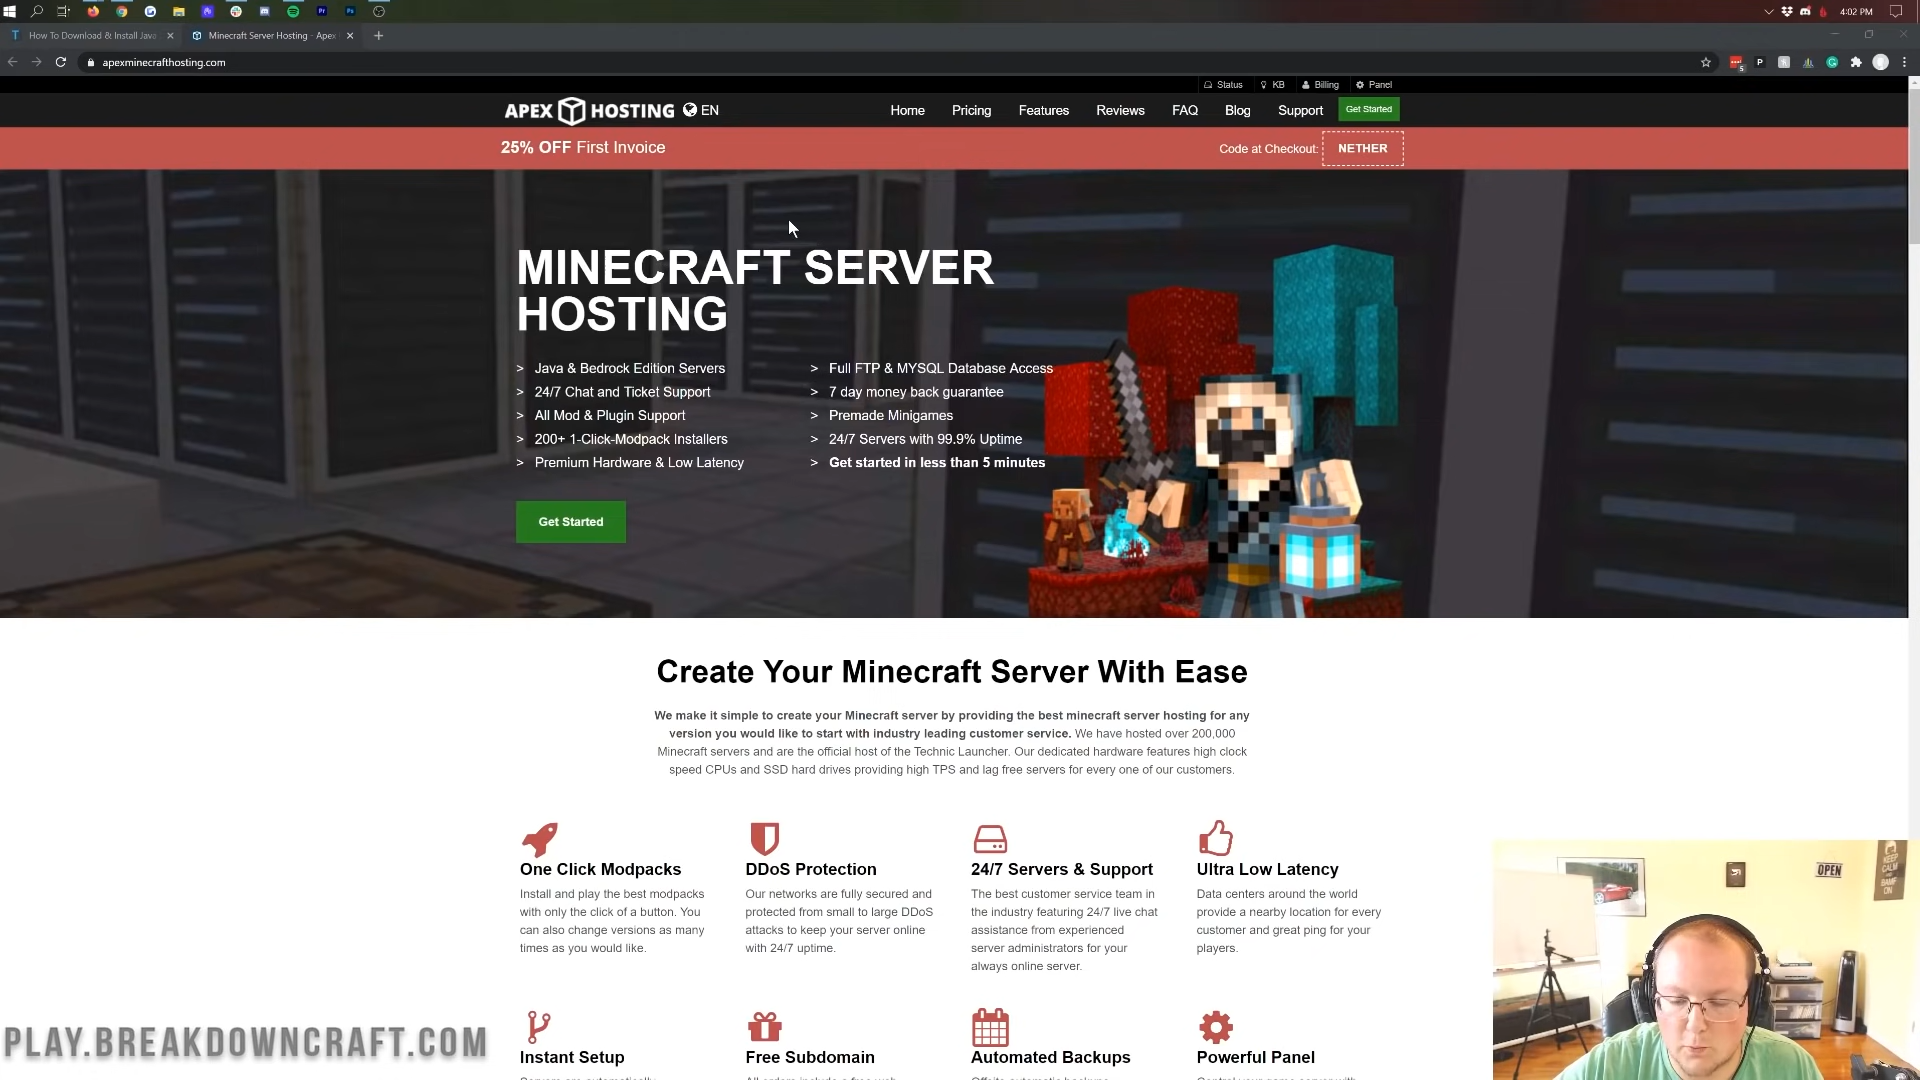 4:02 PM
How To Download & Install Java
Minecraft Server Hosting - Apex
apexminecrafthosting.com
Status KB Billing Panel
APEX HOSTING EN
Home Pricing Features Reviews FAQ Blog Support Get Started
25% OFF First Invoice
Code at Checkout: NETHER
MINECRAFT SERVER
HOSTING
> Java & Bedrock Edition Servers
> 24/7 Chat and Ticket Support
> All Mod & Plugin Support
> 200+ 1-Click-Modpack Installers
> Premium Hardware & Low Latency
> Full FTP & MYSQL Database Access
> 7 day money back guarantee
> Premade Minigames
> 24/7 Servers with 99.9% Uptime
> Get started in less than 5 minutes
Get Started
Create Your Minecraft Server With Ease
We make it simple to create your Minecraft server by providing the best minecraft server hosting for any
version you would like to start with industry leading customer service. We have hosted over 200,000
Minecraft servers and are the official host of the Technic Launcher. Our dedicated hardware features high clock
speed CPUs and SSD hard drives providing high TPS and lag free servers for every one of our customers.
One Click Modpacks
Install and play the best modpacks
with only the click of a button. You
can also change versions as many
times as you would like.
DDoS Protection
Our networks are fully secured and
protected from small to large DDoS
attacks to keep your server online
with 24/7 uptime.
24/7 Servers & Support
The best customer service team in
the industry featuring 24/7 live chat
assistance from experienced
server administrators for your
always online server.
Ultra Low Latency
Data centers around the world
provide a nearby location for every
customer and great ping for your
players.
Instant Setup
Free Subdomain
Automated Backups
Powerful Panel
PLAY.BREAKDOWNCRAFT.COM
OPEN
KEEP
CALM
AND